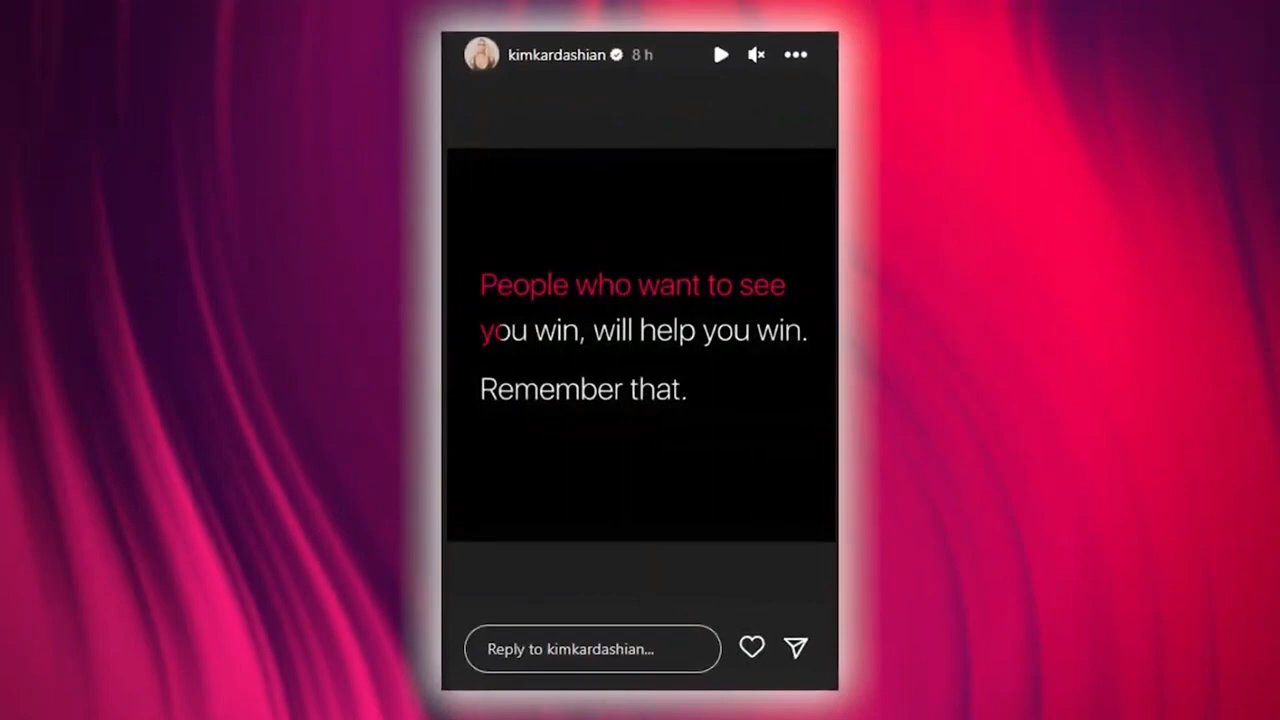 kimkardashian 8 h
People who want to see
you win, will help you win.
Remember that.
Reply to kimkardashian...